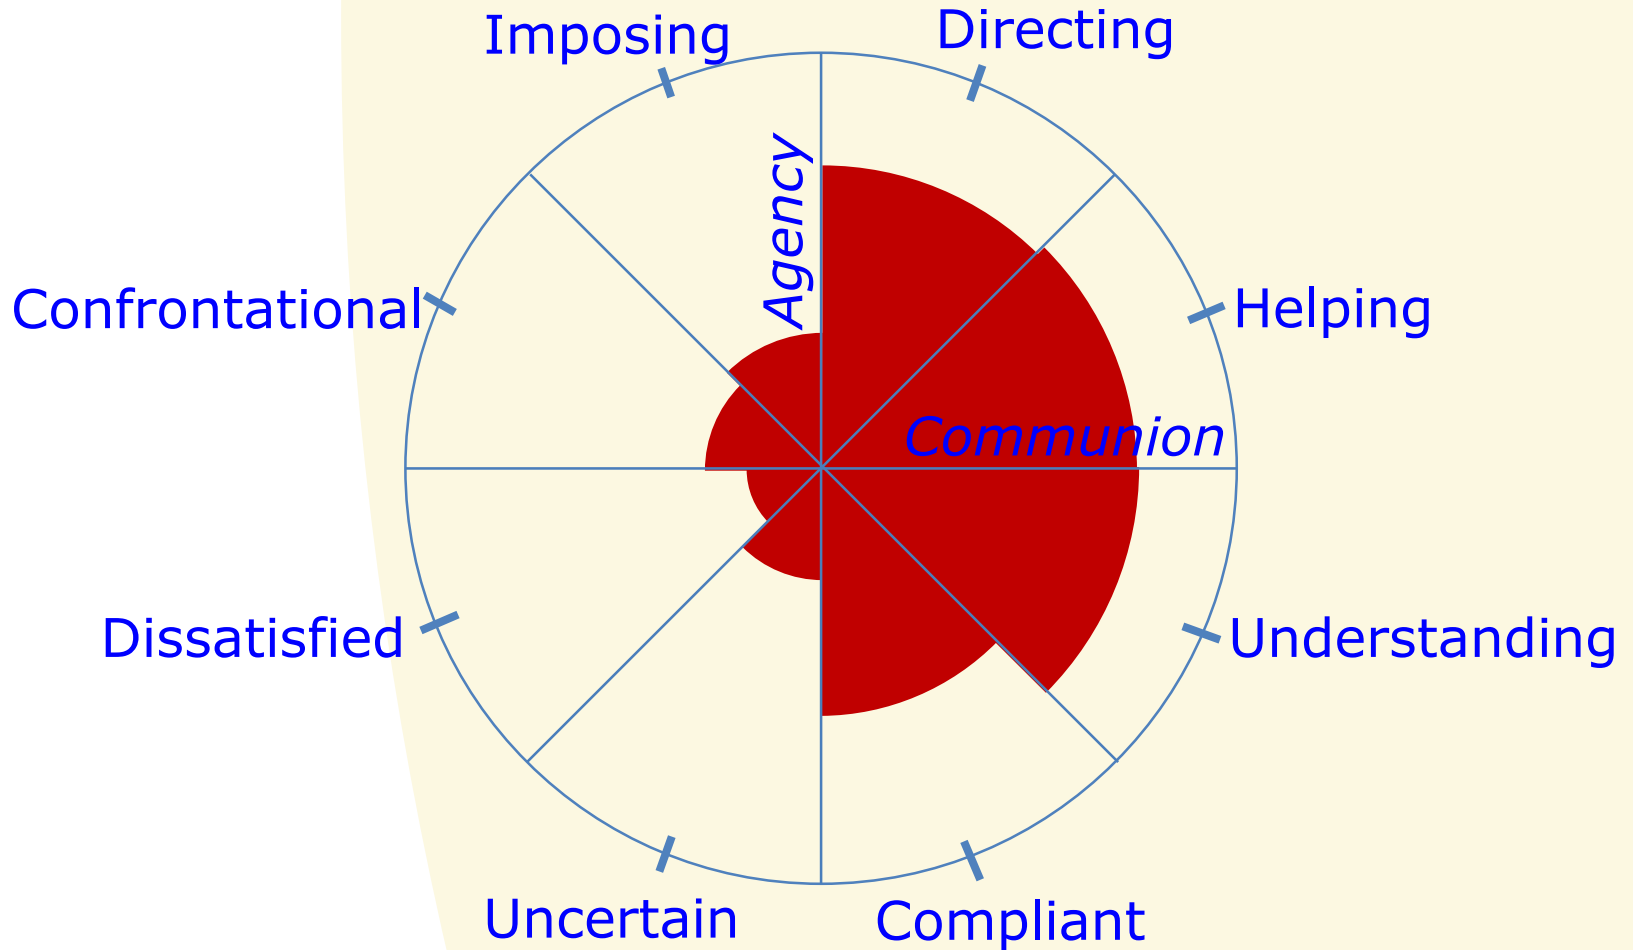 Imposing
Directing
Agency
Confrontational
Helping
Communion
Dissatisfied
Understanding
Uncertain
Compliant